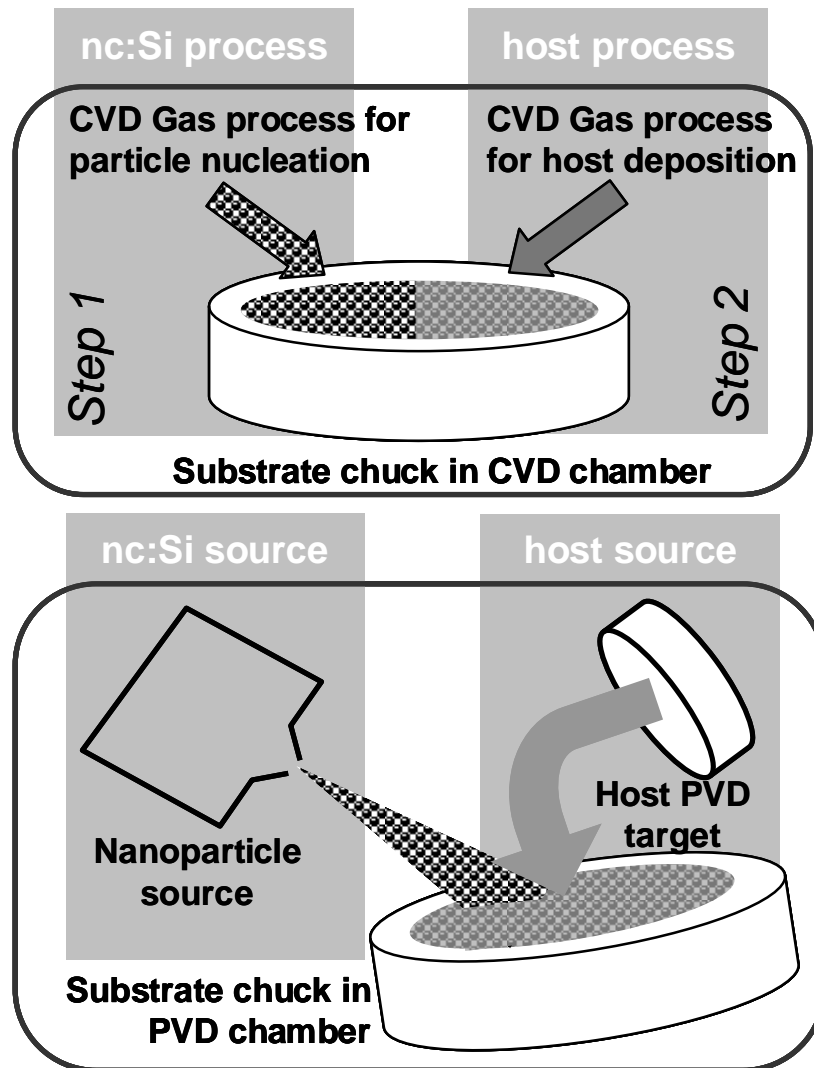 nc:Si process
host process
CVD Gas process for
particle nucleation
CVD Gas process
for host deposition
Step 1
Step 2
Substrate chuck in CVD chamber
nc:Si source
host source
Host PVD
target
Nanoparticle
source
Substrate chuck in
PVD chamber